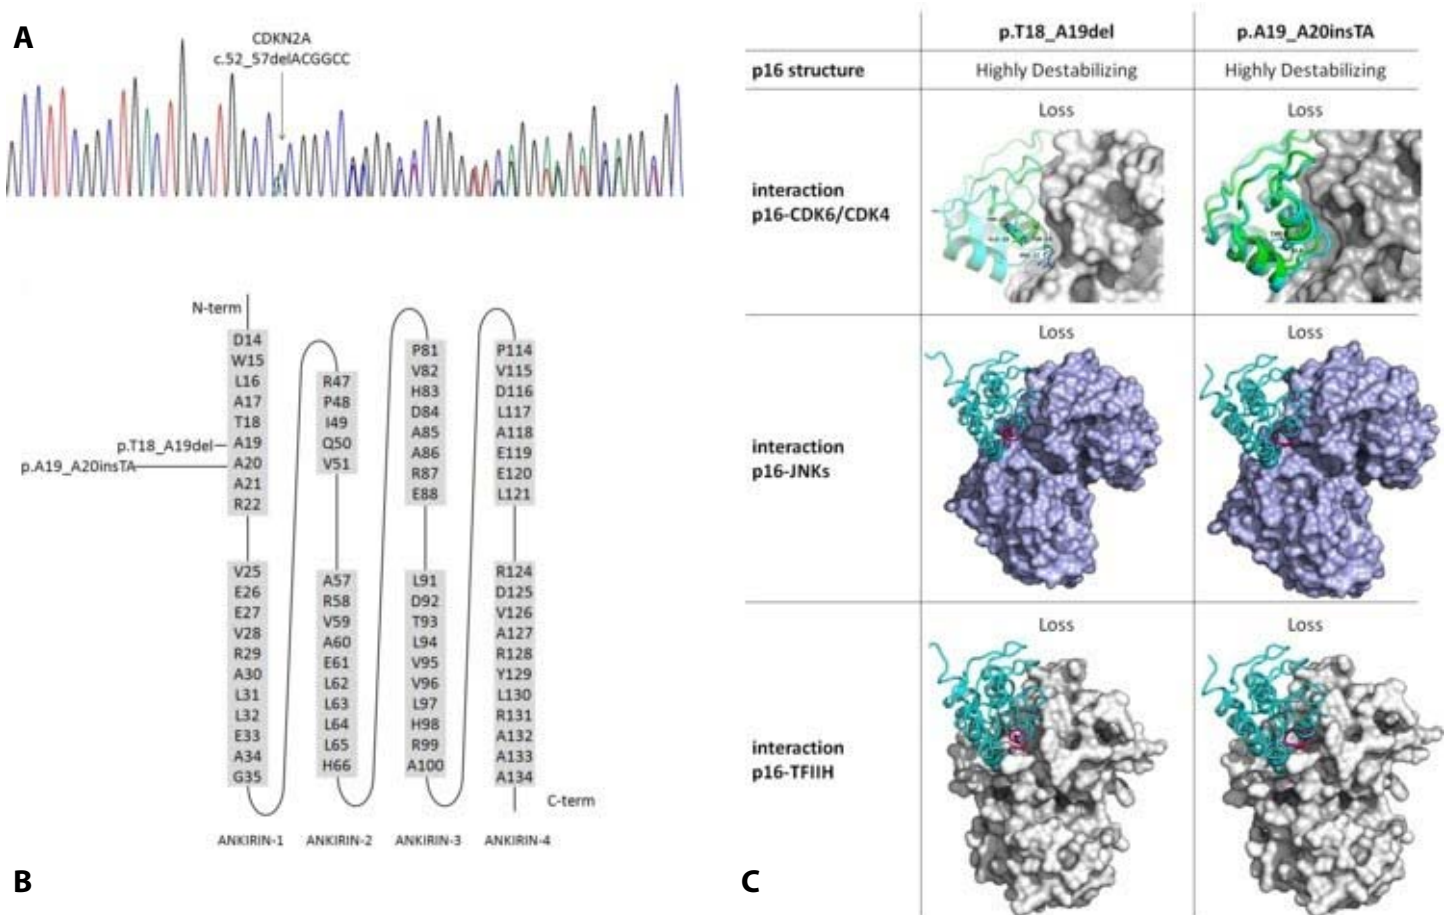 A
CDKN2A
c.52_57delACGGCC
N-term
D14
W15
L16
A17
T18
A19
A20
A21
R22
p.T18_A19del
p.A19_A20insTA
V25
E26
E27
V28
R29
A30
L31
L32
E33
A34
G35
R47
P48
I49
Q50
V51
A57
R58
V59
A60
E61
L62
L63
L64
L65
H66
P81
V82
H83
D84
A85
A86
R87
E88
L91
D92
T93
L94
V95
V96
L97
H98
R99
A100
P114
V115
D116
L117
A118
E119
E120
L121
R124
D125
V126
A127
R128
Y129
L130
R131
A132
A133
A134
C-term
ANKIRIN-1
ANKIRIN-2
ANKIRIN-3
ANKIRIN-4
B
p.T18_A19del
p.A19_A20insTA
p16 structure
Highly Destabilizing
Highly Destabilizing
interaction
p16-CDK6/CDK4
Loss
Loss
interaction
p16-JNKs
Loss
Loss
interaction
p16-TFIIH
Loss
Loss
C